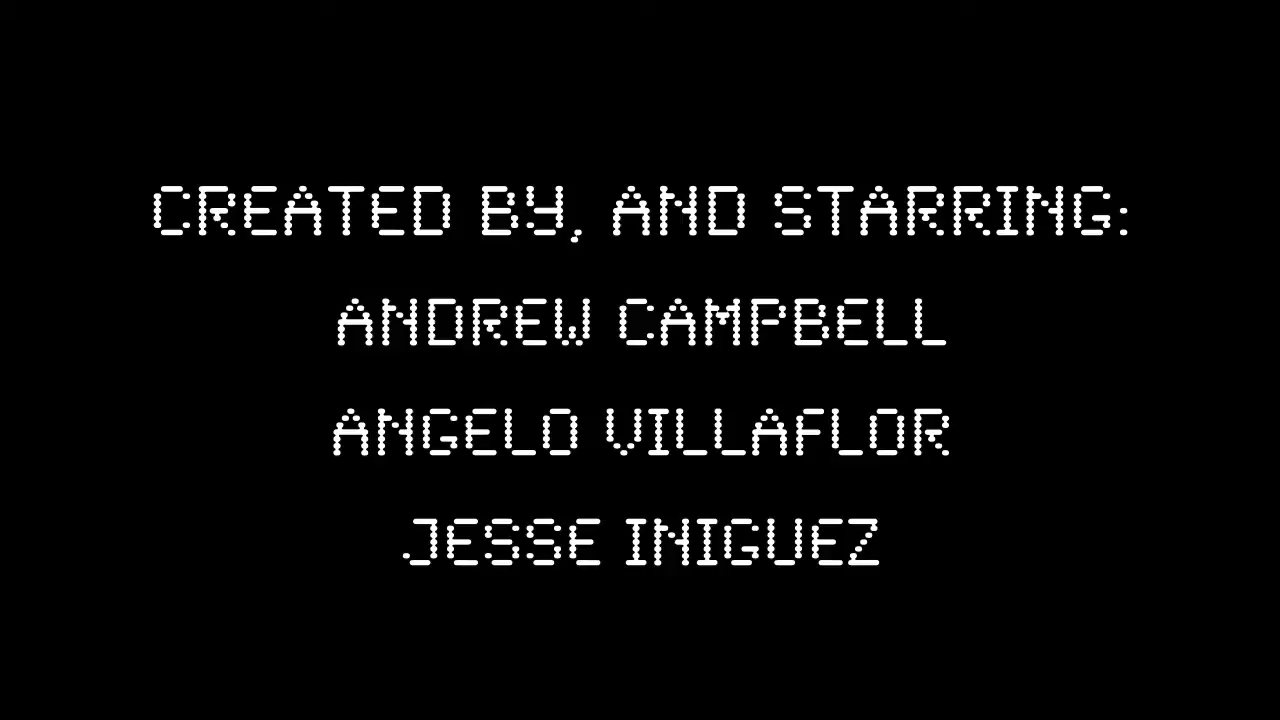 CREATED BY, AND STARRING:
ANDREW CAMPBELL
ANGELO VILLAFLOR
JESSE INIGUEZ